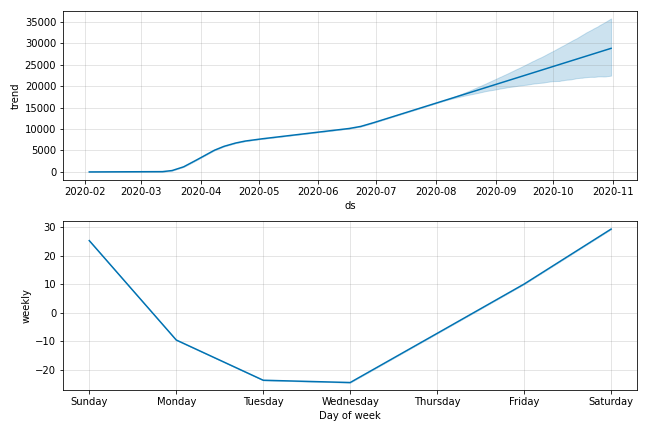 35000
30000
25000
20000
15000
10000
5000
0
trend
2020-02 2020-03 2020-04 2020-05 2020-06 2020-07 2020-08 2020-09 2020-10 2020-11
ds
30
20
10
0
−10
−20
weekly
Sunday Monday Tuesday Wednesday Thursday Friday Saturday
Day of week